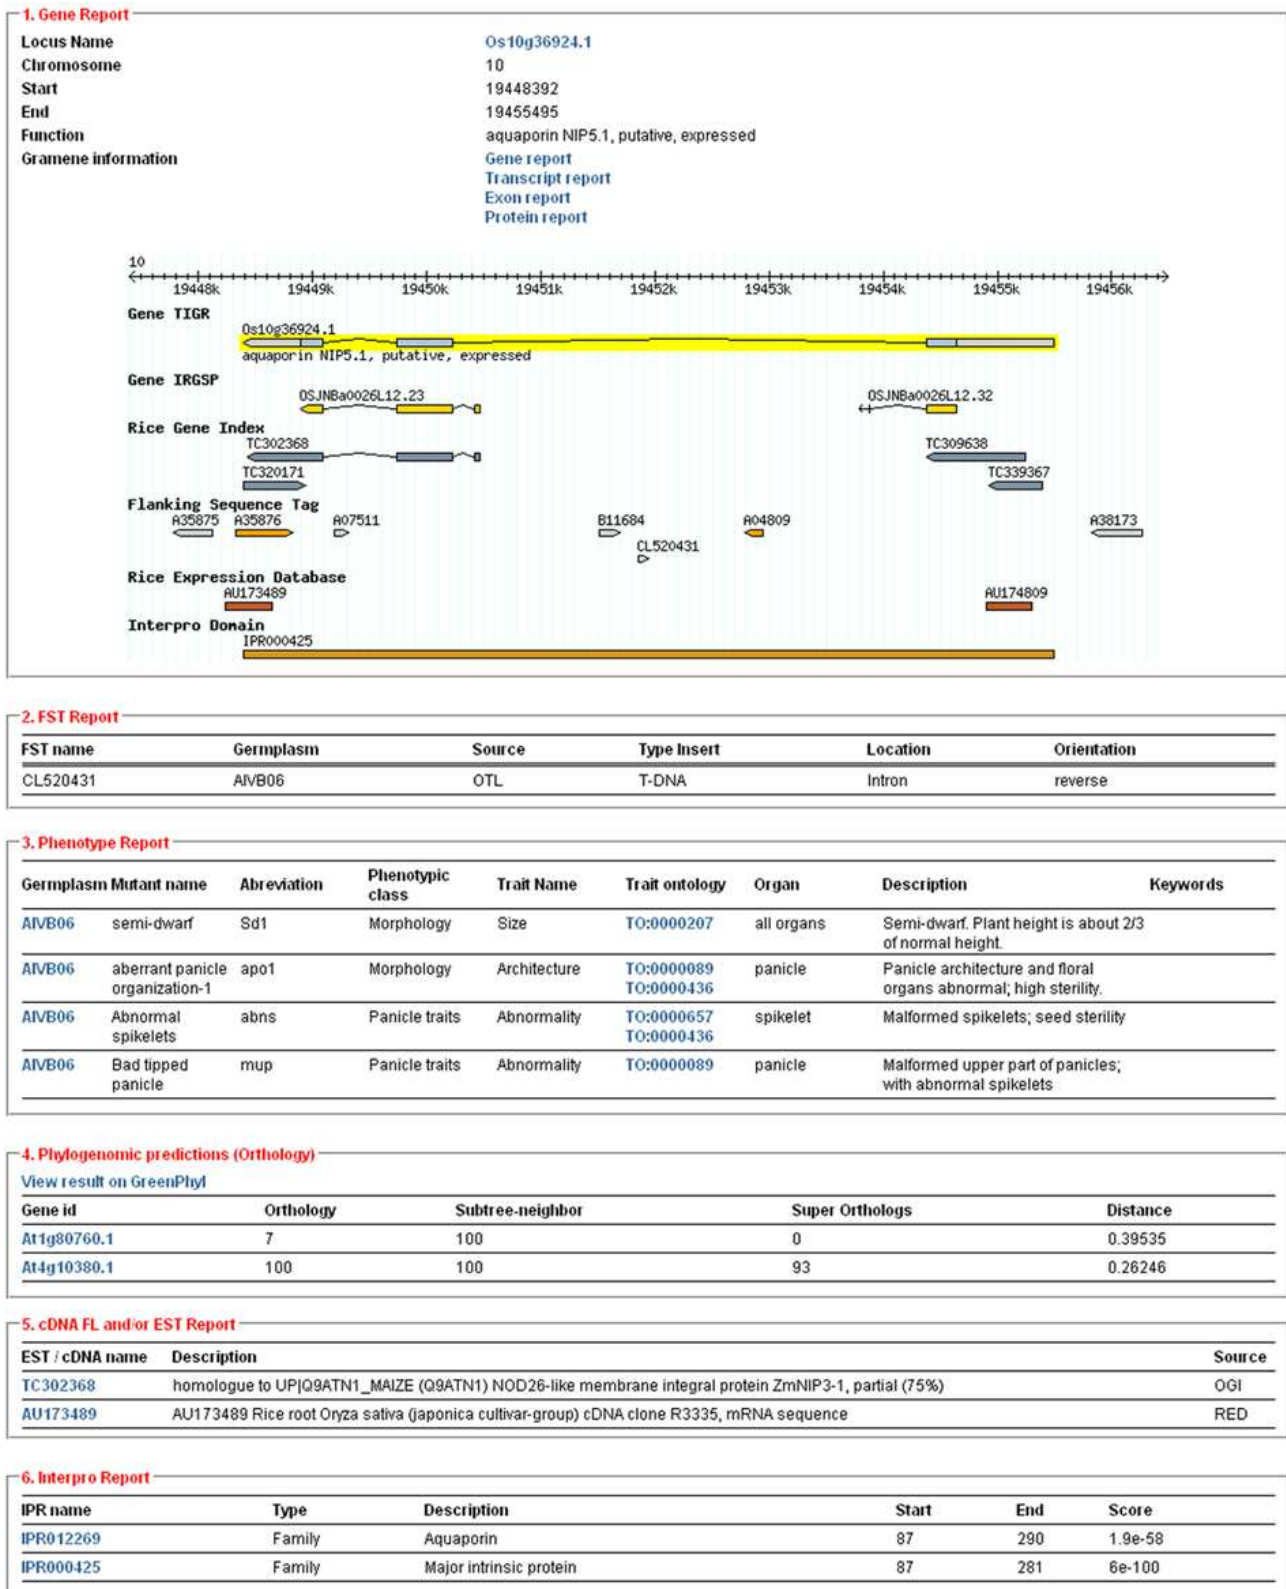 1. Gene Report
Locus Name Os10g36924.1
Chromosome 10
Start 19448392
End 19455495
Function aquaporin NIP5.1, putative, expressed
Gramene information Gene report
Transcript report
Exon report
Protein report
10
19448k 19449k 19450k 19451k 19452k 19453k 19454k 19455k 19456k
Gene TIGR
Os10g36924.1
aquaporin NIP5.1, putative, expressed
Gene IRGSP
OSJNBa0026L12.23 OSJNBa0026L12.32
Rice Gene Index
TC302368 TC309638
TC320171 TC339367
Flanking Sequence Tag
A35875 A35876 A07511 B11684 A04809 A38173
CL520431
Rice Expression Database
AU173489 AU174809
Interpro Domain
IPR000425
2. FST Report
FST name Germplasm Source Type Insert Location Orientation
CL520431 AIVB06 OTL T-DNA Intron reverse
3. Phenotype Report
Germplasm Mutant name Abreviation Phenotypic class Trait Name Trait ontology Organ Description Keywords
AIVB06 semi-dwarf Sd1 Morphology Size TO:0000207 all organs Semi-dwarf. Plant height is about 2/3
of normal height.
AIVB06 aberrant panicle apo1 Morphology Architecture TO:0000089 panicle Panicle architecture and floral
organization-1 TO:0000436 organs abnormal; high sterility.
AIVB06 Abnormal abns Panicle traits Abnormality TO:0000657 spikelet Malformed spikelets; seed sterility
spikelets TO:0000436
AIVB06 Bad tipped mup Panicle traits Abnormality TO:0000089 panicle Malformed upper part of panicles;
panicle with abnormal spikelets
4. Phylogenomic predictions (Orthology)
View result on GreenPhyl
Gene id Orthology Subtree-neighbor Super Orthologs Distance
At1g80760.1 7 100 0 0.39535
At4g10380.1 100 100 93 0.26246
5. cDNA FL and/or EST Report
EST / cDNA name Description Source
TC302368 homologue to UP|Q9ATN1_MAIZE (Q9ATN1) NOD26-like membrane integral protein ZmNIP3-1, partial (75%) OGI
AU173489 AU173489 Rice root Oryza sativa (japonica cultivar-group) cDNA clone R3335, mRNA sequence RED
6. Interpro Report
IPR name Type Description Start End Score
IPR012269 Family Aquaporin 87 290 1.9e-58
IPR000425 Family Major intrinsic protein 87 281 6e-100